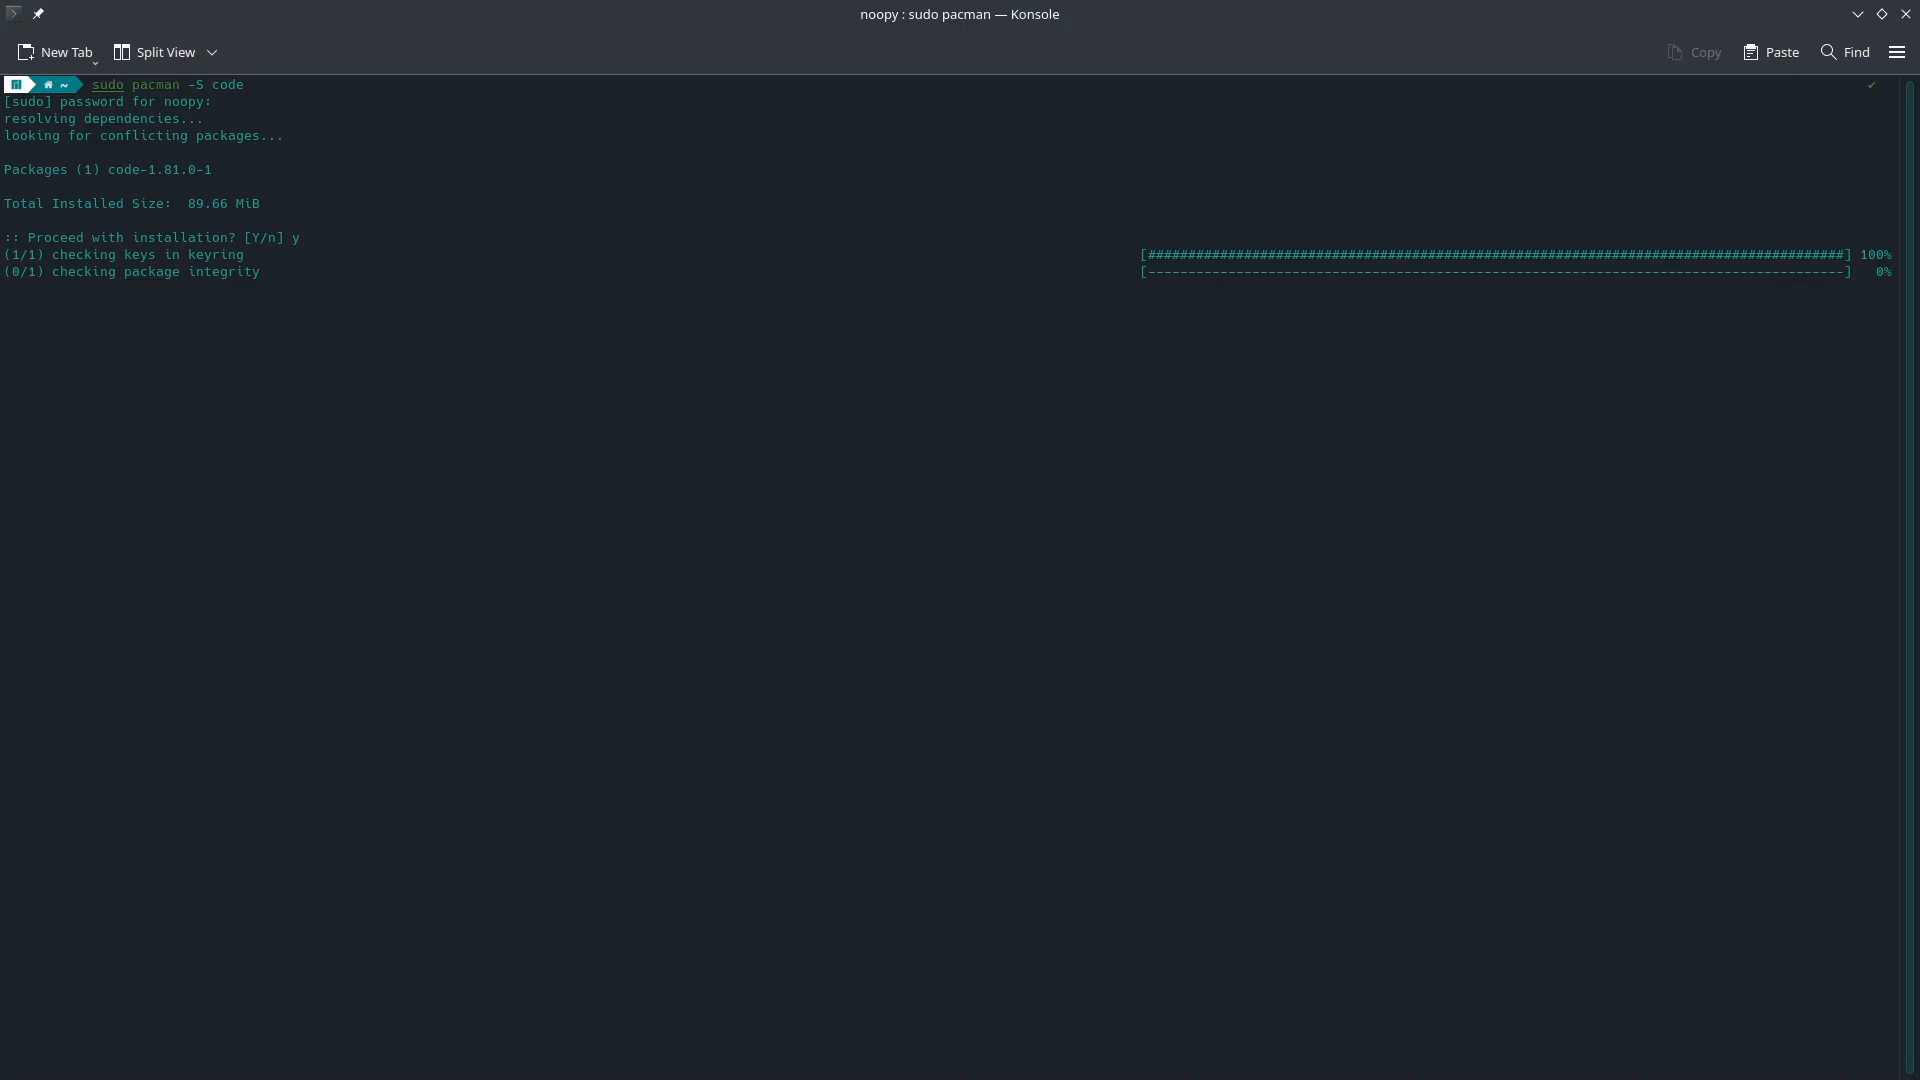 noopy : sudo pacman — Konsole
New Tab Split View Copy Paste Find
~ sudo pacman -S code ✔
[sudo] password for noopy:
resolving dependencies...
looking for conflicting packages...
Packages (1) code-1.81.0-1
Total Installed Size:  89.66 MiB
:: Proceed with installation? [Y/n] y
(1/1) checking keys in keyring [#######################################################################################] 100%
(0/1) checking package integrity [---------------------------------------------------------------------------------------] 0%